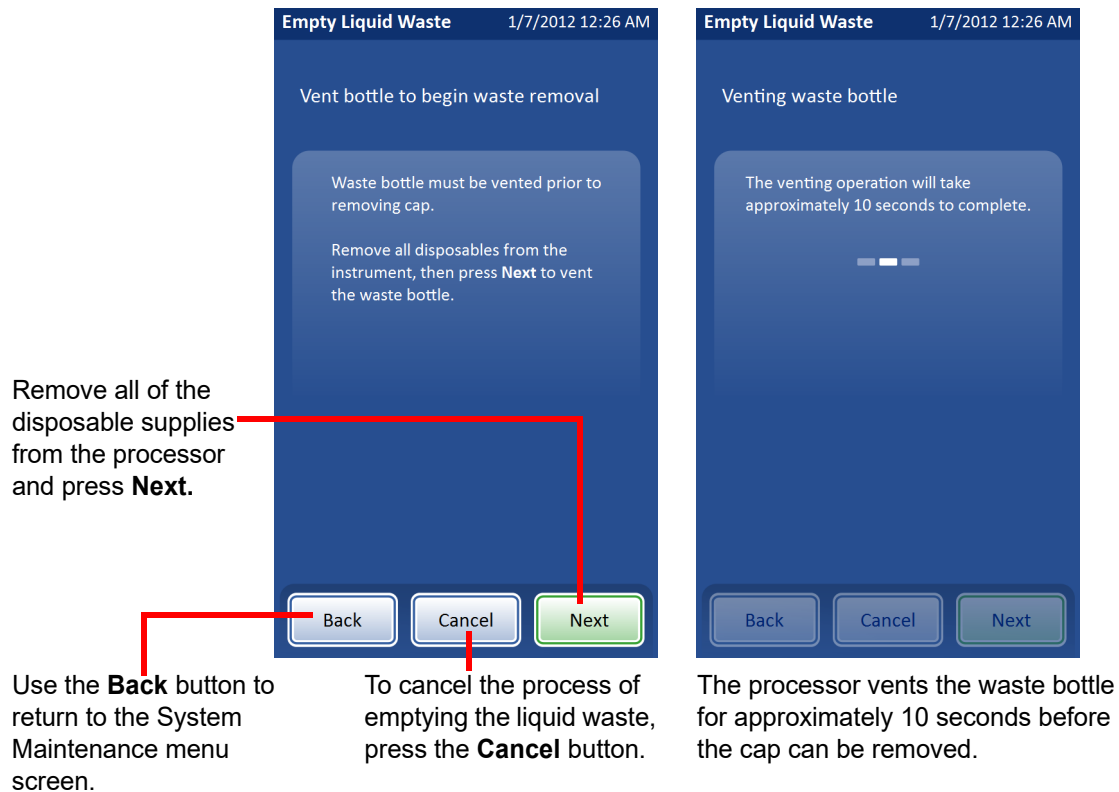 Empty Liquid Waste 1/7/2012 12:26 AM
Vent bottle to begin waste removal
Waste bottle must be vented prior to
removing cap.
Remove all disposables from the
instrument, then press Next to vent
the waste bottle.
Back Cancel Next
Empty Liquid Waste 1/7/2012 12:26 AM
Venting waste bottle
The venting operation will take
approximately 10 seconds to complete.
Back Cancel Next
Remove all of the
disposable supplies
from the processor
and press Next.
Use the Back button to
return to the System
Maintenance menu
screen.
To cancel the process of
emptying the liquid waste,
press the Cancel button.
The processor vents the waste bottle
for approximately 10 seconds before
the cap can be removed.